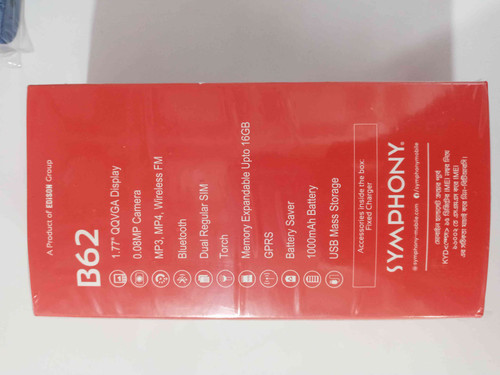 A Product of EDISON Group
B62
1.77" QQVGA Display
0.08MP Camera
MP3, MP4, Wireless FM
Bluetooth
Dual Regular SIM
Torch
Memory Expandable Upto 16GB
GPRS
Battery Saver
1000mAh Battery
USB Mass Storage
Accessories inside the box:
Fixed Charger
SYMPHONY
symphony-mobile.com /symphonymobile